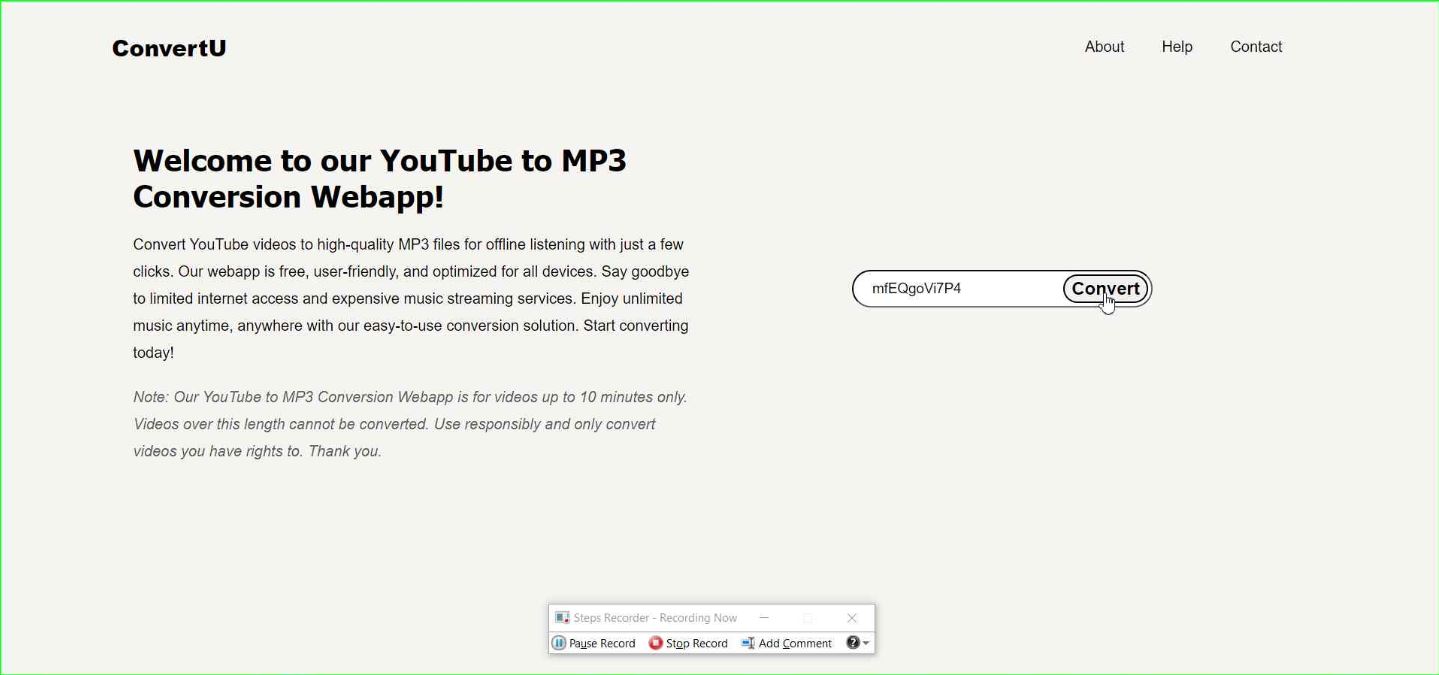 ConvertU
About Help Contact
Welcome to our YouTube to MP3
Conversion Webapp!
Convert YouTube videos to high-quality MP3 files for offline listening with just a few
clicks. Our webapp is free, user-friendly, and optimized for all devices. Say goodbye
to limited internet access and expensive music streaming services. Enjoy unlimited
music anytime, anywhere with our easy-to-use conversion solution. Start converting
today!
Note: Our YouTube to MP3 Conversion Webapp is for videos up to 10 minutes only.
Videos over this length cannot be converted. Use responsibly and only convert
videos you have rights to. Thank you.
mfEQgoVi7P4 Convert
Steps Recorder - Recording Now
Pause Record Stop Record Add Comment ?